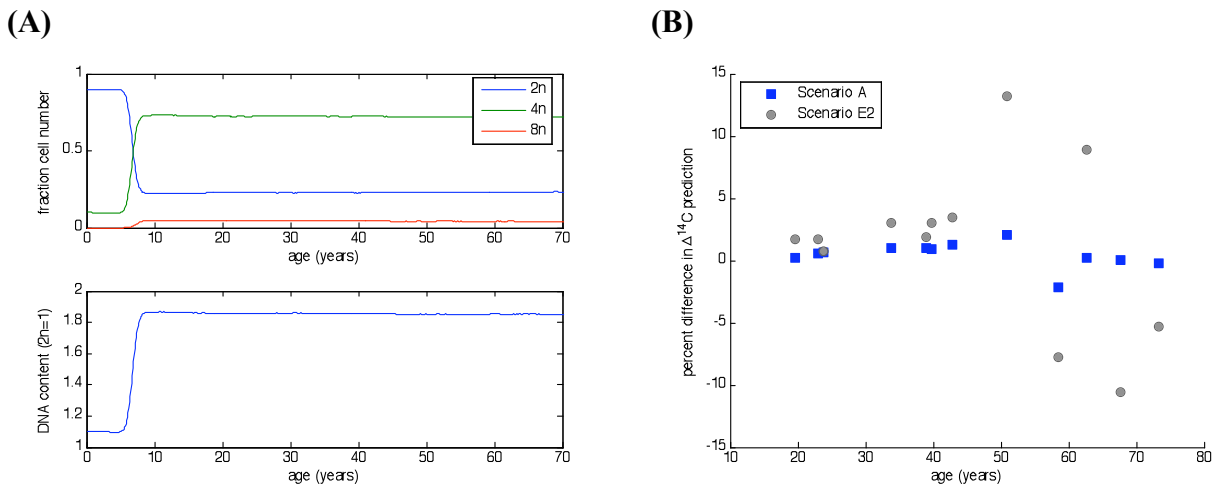 (A)
fraction cell number
1
0.5
0
2n
4n
8n
0 10 20 30 40 50 60 70
age (years)
DNA content (2n=1)
2
1.8
1.6
1.4
1.2
1
0 10 20 30 40 50 60 70
age (years)
(B)
percent difference in Δ¹⁴C prediction
15
10
5
0
-5
-10
-15
Scenario A
Scenario E2
10 20 30 40 50 60 70 80
age (years)